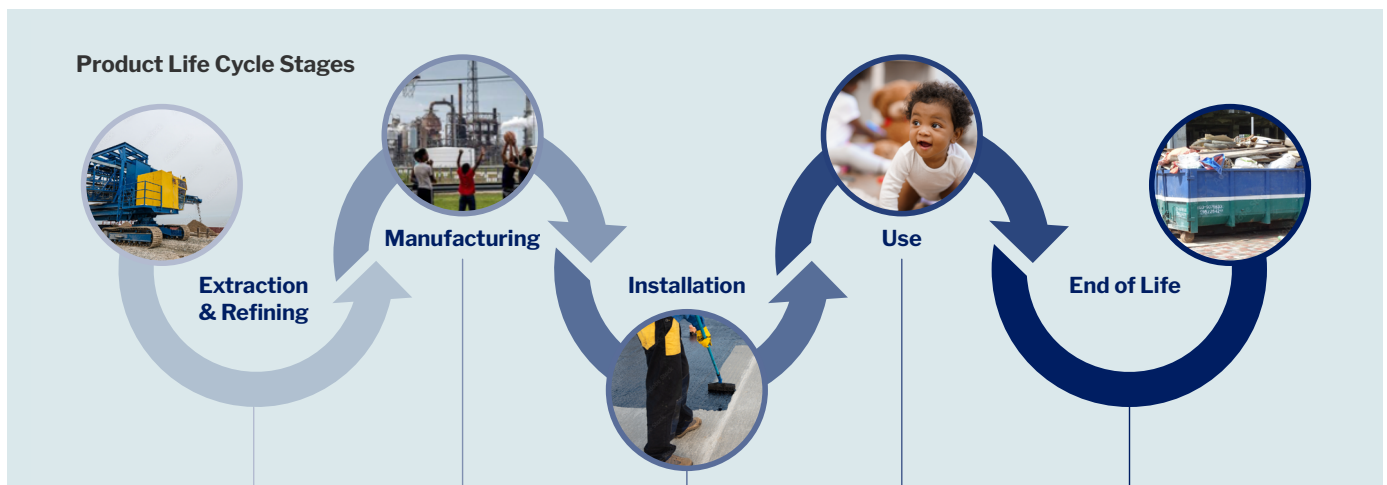 Product Life Cycle Stages
Extraction
& Refining
Manufacturing
Installation
Use
End of Life